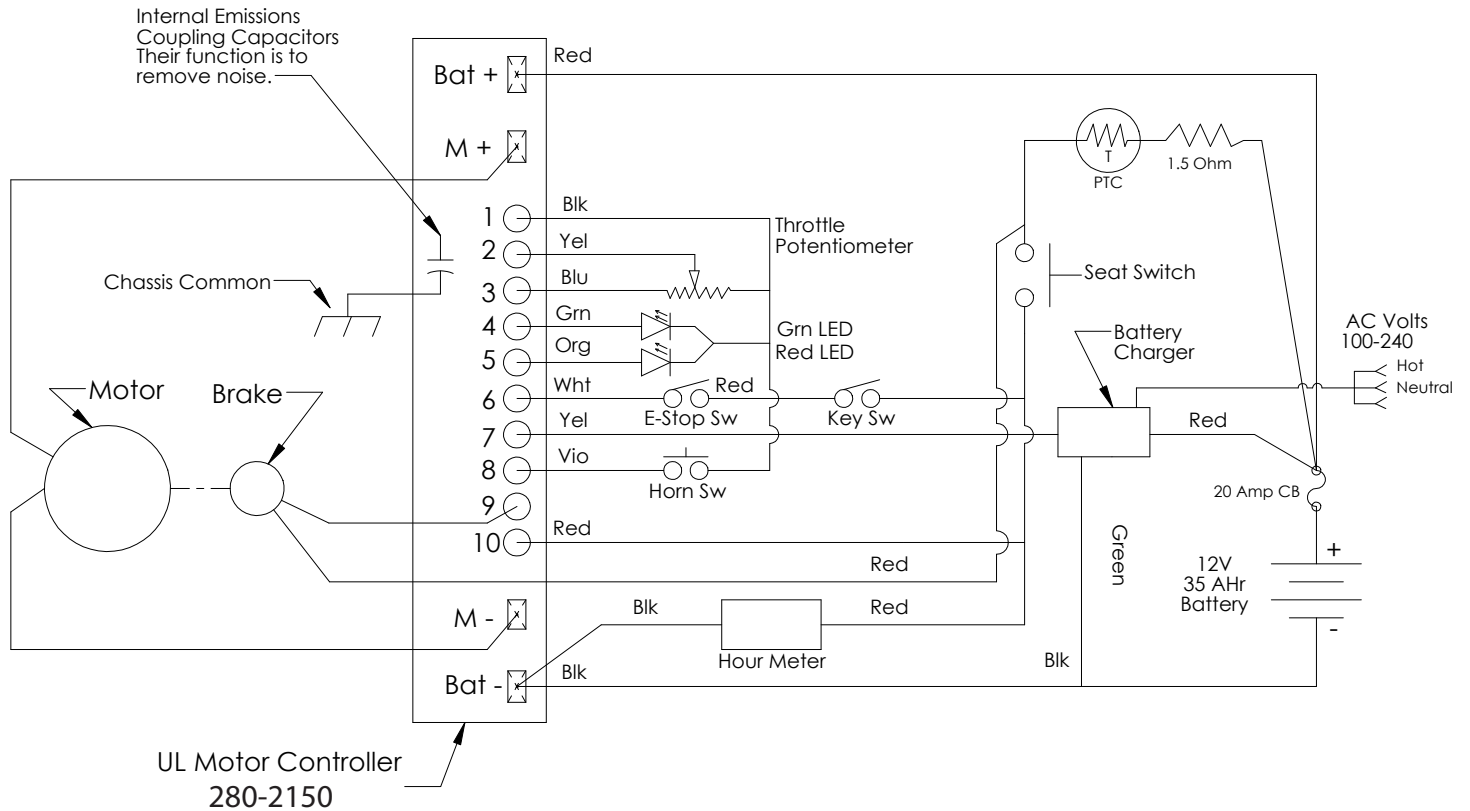 Internal Emissions
Coupling Capacitors
Their function is to
remove noise.
Bat +
Red
M +
1.5 Ohm
T
PTC
1
Blk
Throttle
Potentiometer
2
Yel
3
Blu
Chassis Common
Seat Switch
4
Grn
Grn LED
Red LED
5
Org
Battery
Charger
AC Volts
100-240
Hot
Neutral
Motor
Brake
6
Wht
Red
E-Stop Sw
Key Sw
7
Yel
Red
8
Vio
Horn Sw
20 Amp CB
9
10
Red
Green
Red
12V
35 AHr
Battery
+
-
M -
Blk
Red
Hour Meter
Bat -
Blk
Blk
UL Motor Controller
280-2150